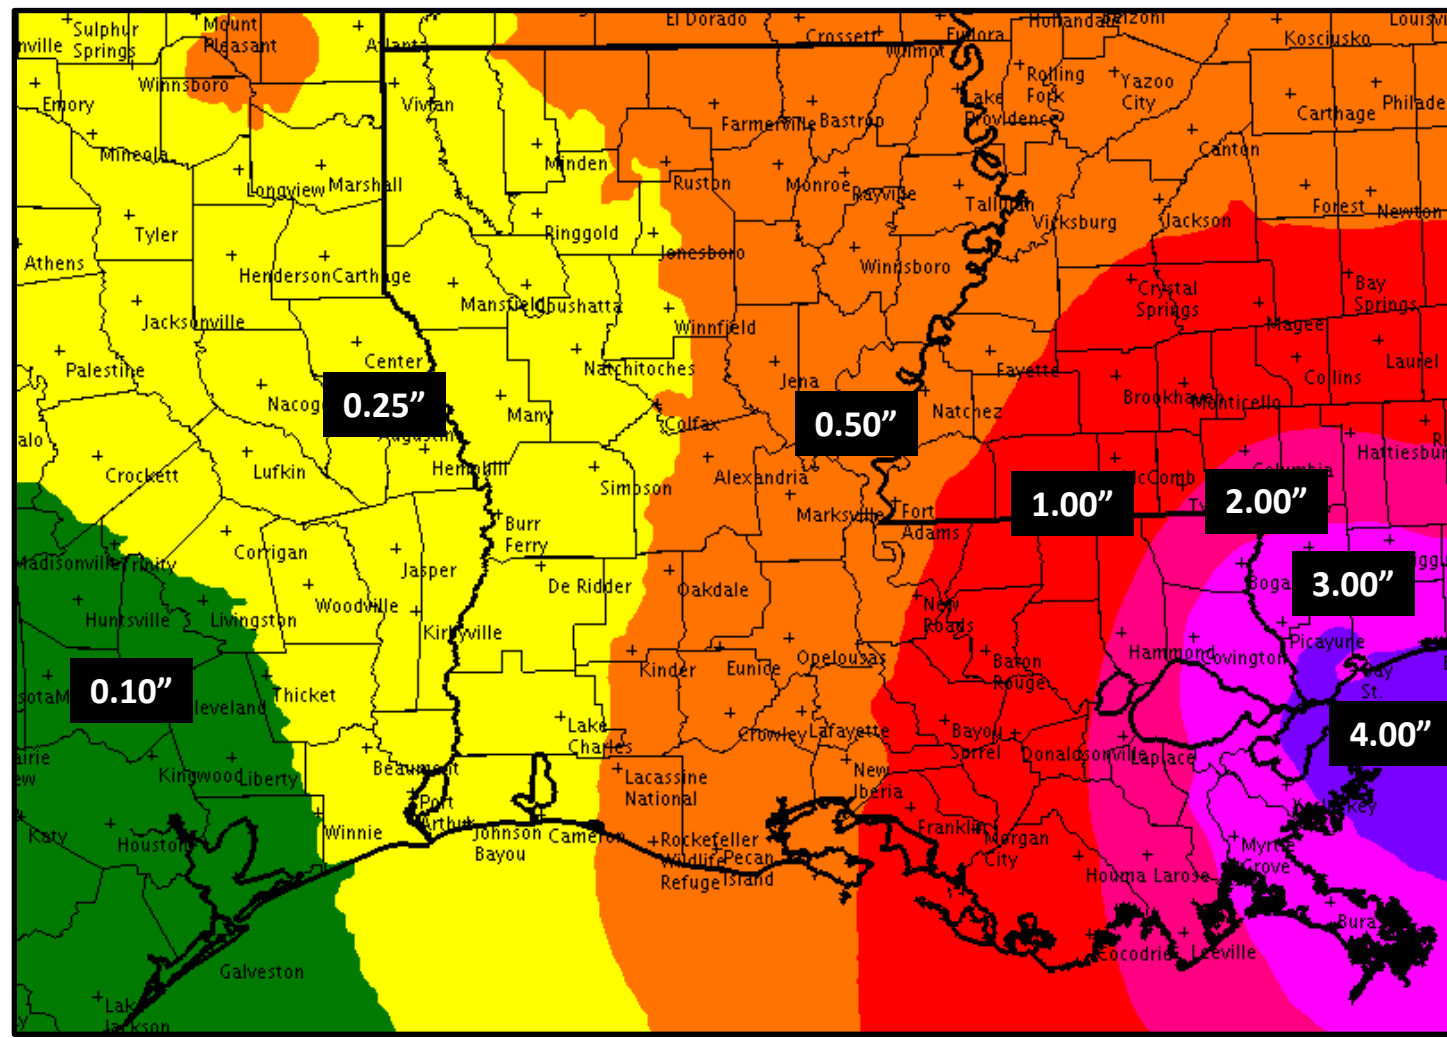 Sulphur
Springs
Mount
Pleasant
Atlanta
El Dorado
Crossett
Wilmot
Eudora
Kosciusko
Winnsboro
Emory
Vivian
Rolling
Fork
Yazoo
City
Lake
Providence
Carthage
Farmerville
Bastrop
Mineola
Minden
Canton
Longview
Marshall
Ruston
Monroe
Rayville
Tallulah
Vicksburg
Jackson
Forest
Newton
Tyler
Ringgold
Jonesboro
Athens
Henderson
Carthage
Winnsboro
Mansfield
Coushatta
Crystal
Springs
Bay
Springs
Jacksonville
Winnfield
Magee
Center
Palestine
Natchitoches
Jena
Fayette
Laurel
Collins
0.25”
Many
Natchez
Brookhaven
Monticello
0.50”
Colfax
Hemphill
Crockett
Lufkin
Simpson
Alexandria
McComb
Columbia
1.00”
2.00”
Marksville
Fort
Adams
Burr
Ferry
Corrigan
Madisonville
Trinity
Jasper
De Ridder
Oakdale
3.00”
Huntsville
Livingston
Woodville
Kirbyville
New
Roads
Picayune
Hammond
Covington
Kinder
Eunice
Opelousas
Baton
Rouge
Bay
St.
0.10”
Thicket
Lake
Charles
Crowley
Lafayette
Bayou
Sorrel
Donaldsonville
Laplace
4.00”
Kingwood
Liberty
Beaumont
Lacassine
National
New
Iberia
Port
Arthur
Katy
Houston
Winnie
Johnson
Bayou
Cameron
Rockefeller
Wildlife
Refuge
Pecan
Island
Franklin
Morgan
City
Myrtle
Grove
Houma
Larose
Cocodrie
Leeville
Galveston
Lake
Jackson